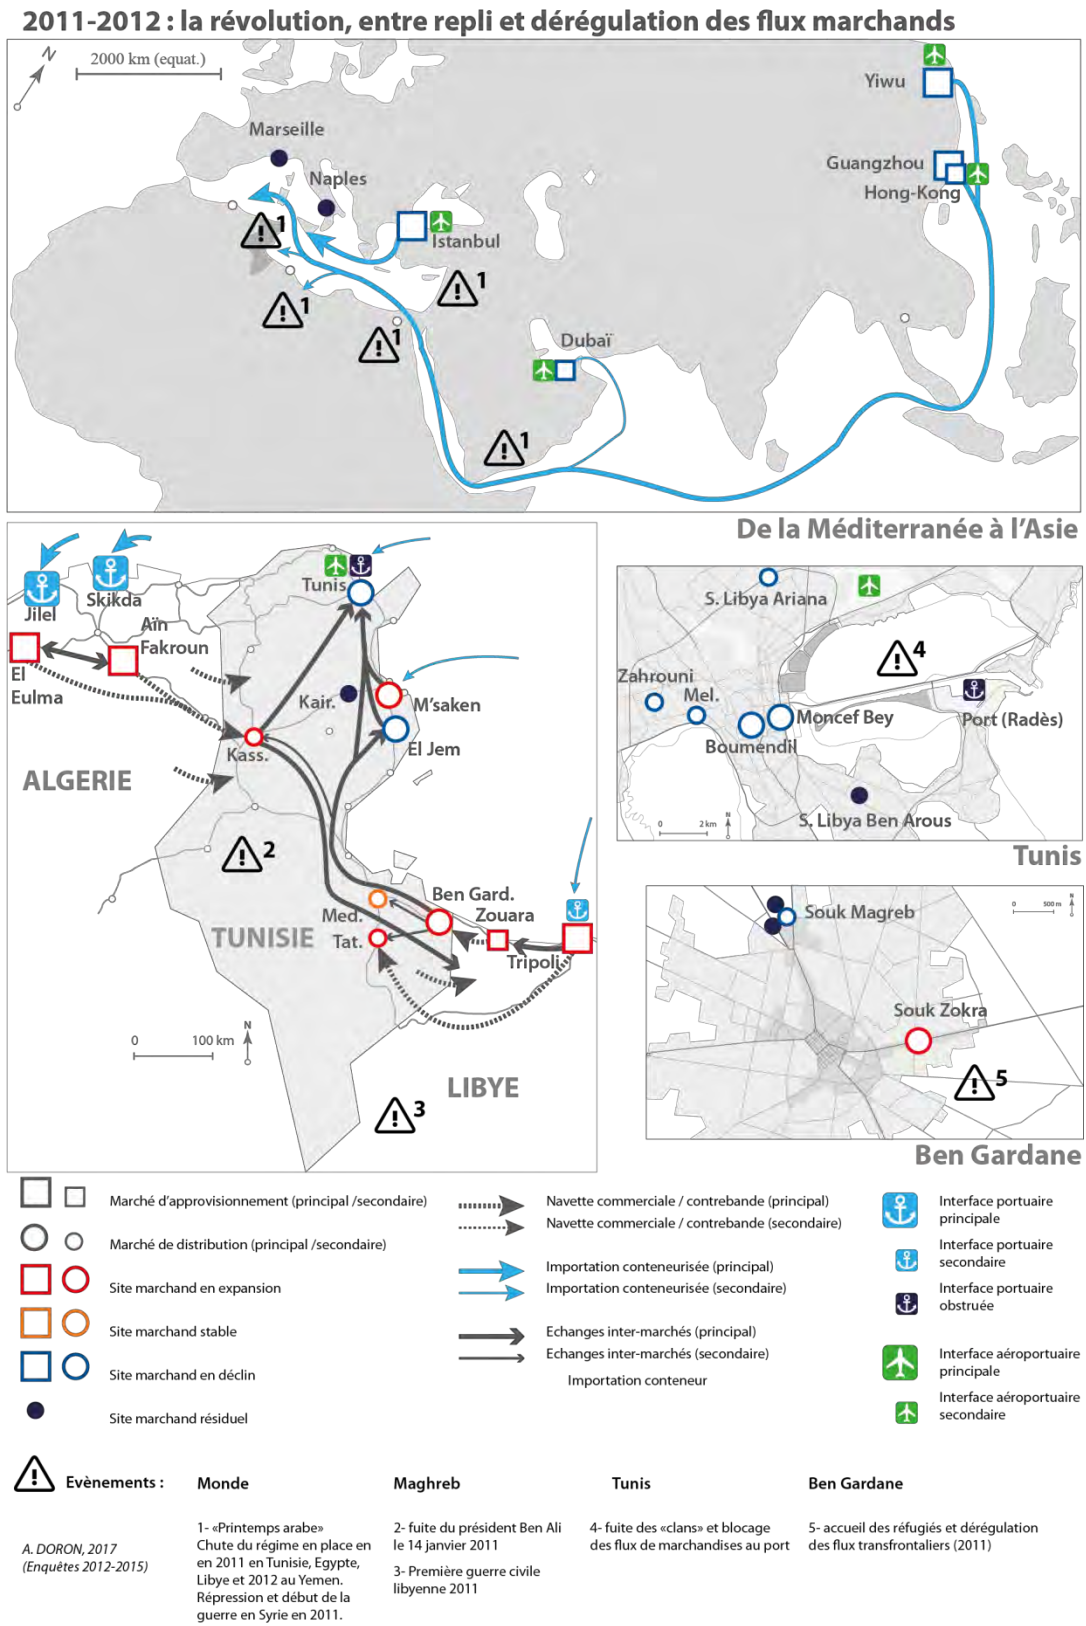 2011-2012 : la révolution, entre repli et dérégulation des flux marchands
N
2000 km (equat.)
Yiwu
Marseille
Guangzhou
Naples
Hong-Kong
1
Istanbul
1
1
1
Dubaï
1
De la Méditerranée à l'Asie
Jilel
Skikda
Tunis
Aïn
Fakroun
El
Eulma
Kair.
M'saken
El Jem
Kass.
ALGERIE
2
Ben Gard.
Med.
Zouara
TUNISIE
Tat.
Tripoli
0
100 km
N
LIBYE
3
S. Libya Ariana
4
Zahrouni
Mel.
Moncef Bey
Port (Radès)
Boumendil
S. Libya Ben Arous
0
2 km
N
Tunis
Souk Magreb
0
500 m
N
Souk Zokra
5
Ben Gardane
Marché d'approvisionnement (principal /secondaire)
Marché de distribution (principal /secondaire)
Site marchand en expansion
Site marchand stable
Site marchand en déclin
Site marchand résiduel
Navette commerciale / contrebande (principal)
Navette commerciale / contrebande (secondaire)
Importation conteneurisée (principal)
Importation conteneurisée (secondaire)
Echanges inter-marchés (principal)
Echanges inter-marchés (secondaire)
Importation conteneur
Interface portuaire
principale
Interface portuaire
secondaire
Interface portuaire
obstruée
Interface aéroportuaire
principale
Interface aéroportuaire
secondaire
Evènements :
Monde
Maghreb
Tunis
Ben Gardane
A. DORON, 2017
(Enquêtes 2012-2015)
1- «Printemps arabe»
Chute du régime en place en
en 2011 en Tunisie, Egypte,
Libye et 2012 au Yemen.
Répression et début de la
guerre en Syrie en 2011.
2- fuite du président Ben Ali
le 14 janvier 2011
3- Première guerre civile
libyenne 2011
4- fuite des «clans» et blocage
des flux de marchandises au port
5- accueil des réfugiés et dérégulation
des flux transfrontaliers (2011)